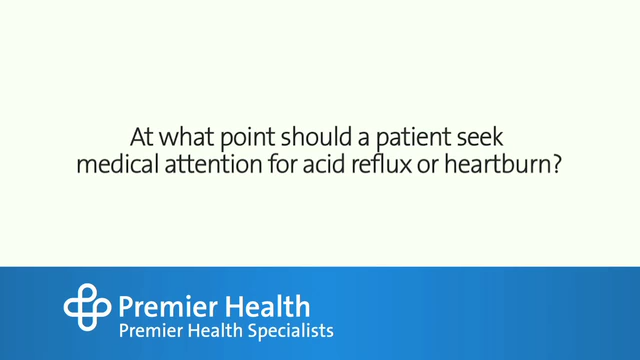 At what point should a patient seek
medical attention for acid reflux or heartburn?
Premier Health
Premier Health Specialists